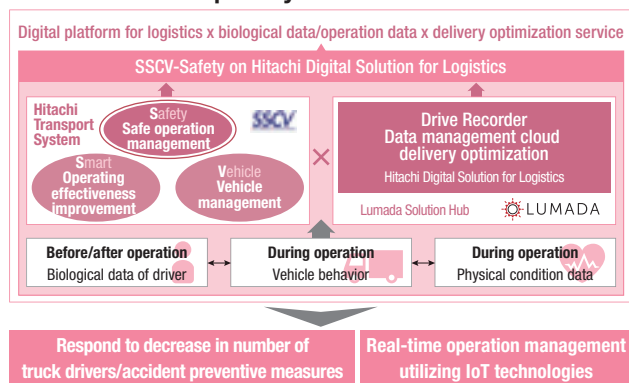 Digital platform for logistics x biological data/operation data x delivery optimization service
SSCV-Safety on Hitachi Digital Solution for Logistics
Hitachi
Transport
System
Safety
Safe operation
management
SSCV
Smart
Operating
effectiveness
improvement
Vehicle
Vehicle
management
×
Drive Recorder
Data management cloud
delivery optimization
Hitachi Digital Solution for Logistics
Lumada Solution Hub
LUMADA
Before/after operation
Biological data of driver
During operation
Vehicle behavior
During operation
Physical condition data
Respond to decrease in number of
truck drivers/accident preventive measures
Real-time operation management
utilizing IoT technologies